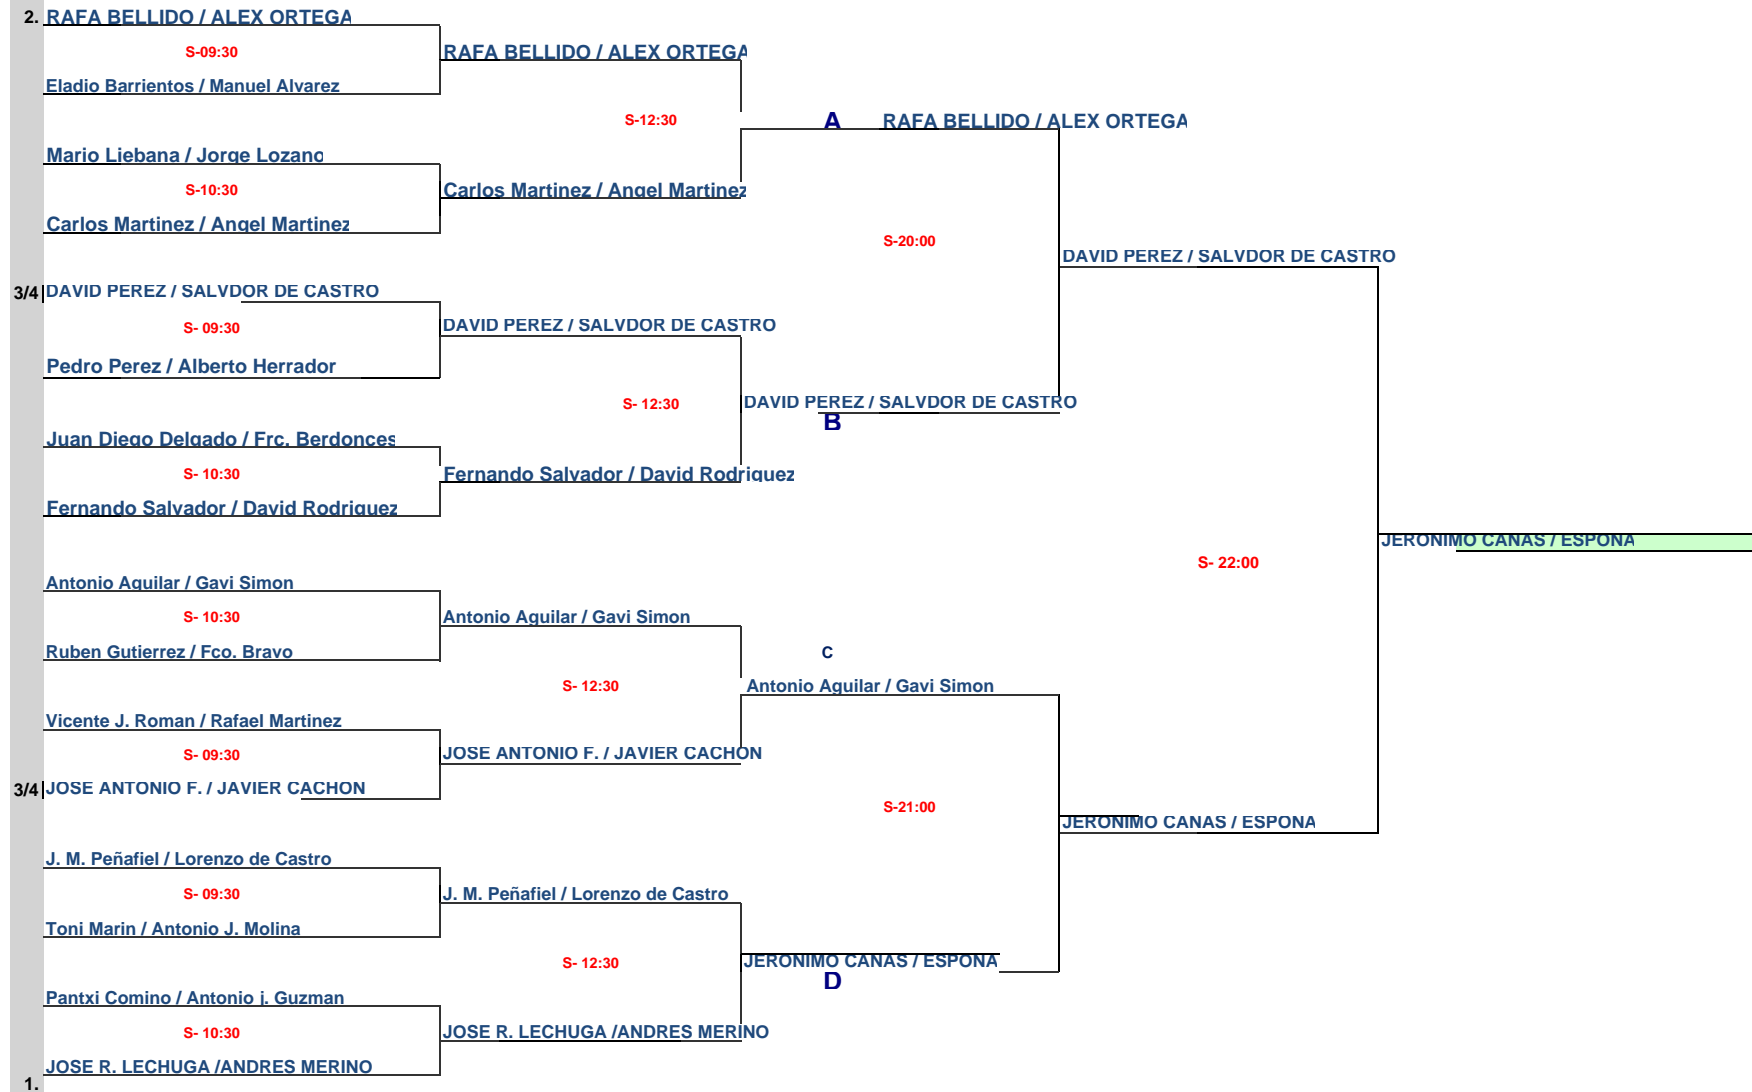 2. RAFA BELLIDO / ALEX ORTEGA
S-09:30
RAFA BELLIDO / ALEX ORTEGA
Eladio Barrientos / Manuel Alvarez
S-12:30
A RAFA BELLIDO / ALEX ORTEGA
Mario Liebana / Jorge Lozano
S-10:30
Carlos Martinez / Angel Martinez
Carlos Martinez / Angel Martinez
S-20:00
DAVID PEREZ / SALVDOR DE CASTRO
3/4 DAVID PEREZ / SALVDOR DE CASTRO
S- 09:30
DAVID PEREZ / SALVDOR DE CASTRO
Pedro Perez / Alberto Herrador
S- 12:30
DAVID PEREZ / SALVDOR DE CASTRO
B
Juan Diego Delgado / Frc. Berdonces
S- 10:30
Fernando Salvador / David Rodriguez
Fernando Salvador / David Rodriguez
JERONIMO CAÑAS / ESPONA
S- 22:00
Antonio Aguilar / Gavi Simon
S- 10:30
Antonio Aguilar / Gavi Simon
Ruben Gutierrez / Fco. Bravo
C
S- 12:30
Antonio Aguilar / Gavi Simon
Vicente J. Roman / Rafael Martinez
S- 09:30
JOSE ANTONIO F. / JAVIER CACHON
3/4 JOSE ANTONIO F. / JAVIER CACHON
S-21:00
JERONIMO CAÑAS / ESPONA
J. M. Peñafiel / Lorenzo de Castro
S- 09:30
J. M. Peñafiel / Lorenzo de Castro
Toni Marin / Antonio J. Molina
S- 12:30
JERONIMO CAÑAS / ESPONA
D
Pantxi Comino / Antonio j. Guzman
S- 10:30
JOSE R. LECHUGA /ANDRES MERINO
JOSE R. LECHUGA /ANDRES MERINO
1.